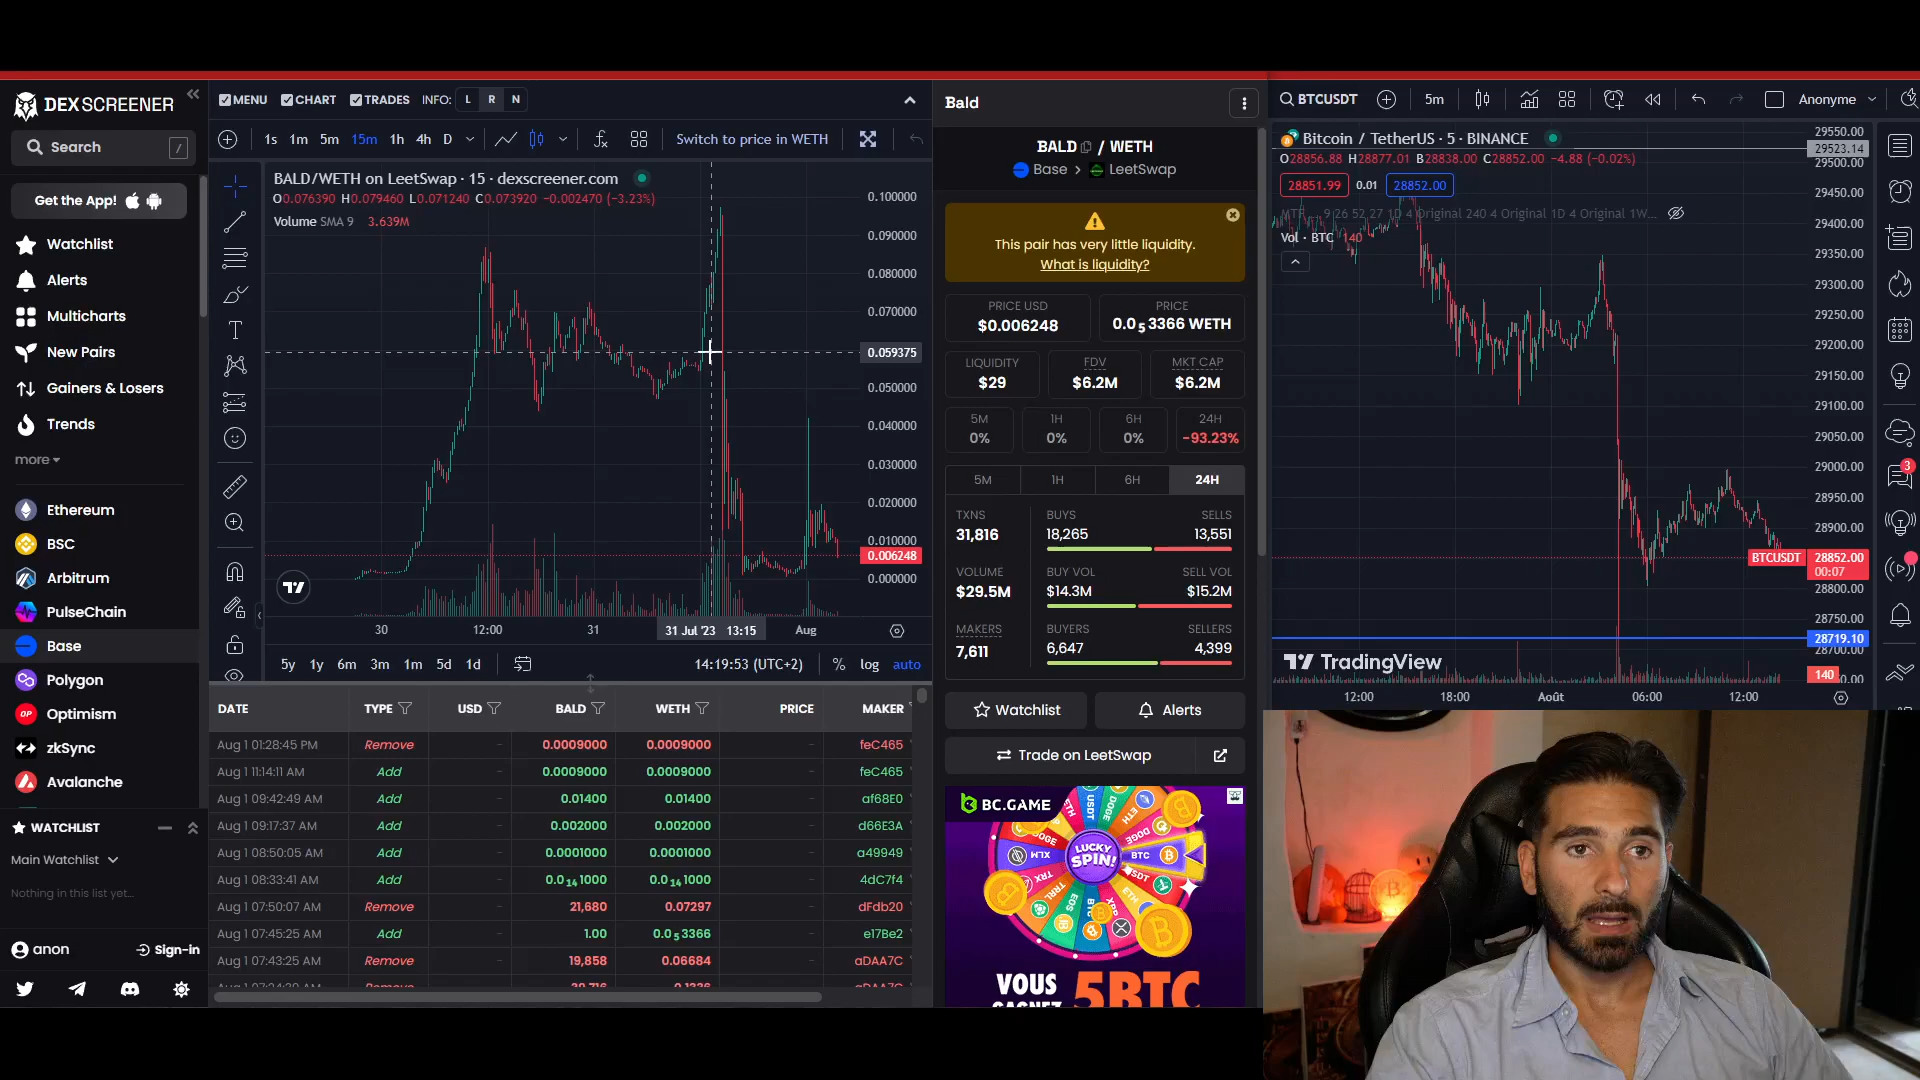 DEX SCREENER
Search /
Get the App!
Watchlist
Alerts
Multicharts
New Pairs
Gainers & Losers
Trends
more
Ethereum
BSC
Arbitrum
PulseChain
Base
Polygon
OP Optimism
zkSync
Avalanche
WATCHLIST
Main Watchlist
Nothing in this list yet...
anon Sign-in
MENU CHART TRADES INFO: L R N
1s 1m 5m 15m 1h 4h D Switch to price in WETH
BALD/WETH on LeetSwap · 15 · dexscreener.com
O0.076390 H0.079460 L0.071240 C0.073920 -0.002470 (-3.23%)
Volume SMA 9 3.639M
0.100000
0.090000
0.080000
0.070000
0.059375
0.050000
0.040000
0.030000
0.020000
0.010000
0.006248
0.000000
30 12:00 31 31 Jul '23 13:15 Aug
5y 1y 6m 3m 1m 5d 1d 14:19:53 (UTC+2) % log auto
DATE TYPE USD BALD WETH PRICE MAKER
Aug 1 01:28:45 PM Remove - 0.0009000 0.0009000 - feC465
Aug 1 11:14:11 AM Add - 0.0009000 0.0009000 - feC465
Aug 1 09:42:49 AM Add - 0.01400 0.01400 - af68E0
Aug 1 09:17:37 AM Add - 0.002000 0.002000 - d66E3A
Aug 1 08:50:05 AM Add - 0.0001000 0.0001000 - a49949
Aug 1 08:33:41 AM Add - 0.0₁₄1000 0.0₁₄1000 - 4dC7f4
Aug 1 07:50:07 AM Remove - 21,680 0.07297 - dFdb20
Aug 1 07:45:25 AM Add - 1.00 0.0₅3366 - e17Be2
Aug 1 07:43:25 AM Remove - 19,858 0.06684 - aDAA7C
Bald
BALD / WETH
Base > LeetSwap
This pair has very little liquidity.
What is liquidity?
PRICE USD
$0.006248
PRICE
0.0₅3366 WETH
LIQUIDITY
$29
FDV
$6.2M
MKT CAP
$6.2M
5M
0%
1H
0%
6H
0%
24H
-93.23%
5M 1H 6H 24H
TXNS
31,816
BUYS
18,265
SELLS
13,551
VOLUME
$29.5M
BUY VOL
$14.3M
SELL VOL
$15.2M
MAKERS
7,611
BUYERS
6,647
SELLERS
4,399
Watchlist
Alerts
Trade on LeetSwap
BC.GAME
LUCKY
SPIN!
BTC
VOUS
GAGNEZ
5BTC
BTCUSDT 5m Anonyme
Bitcoin / TetherUS · 5 · BINANCE
O28856.88 H28877.01 B28838.00 C28852.00 -4.88 (-0.02%)
28851.99 0.01 28852.00
Vol · BTC 140
29550.00
29523.14
29500.00
29450.00
29400.00
29350.00
29300.00
29250.00
29200.00
29150.00
29100.00
29050.00
29000.00
28950.00
28900.00
BTCUSDT 28852.00
00:07
28800.00
28750.00
28719.10
28700.00
140
TradingView
12:00 18:00 Août 06:00 12:00
3